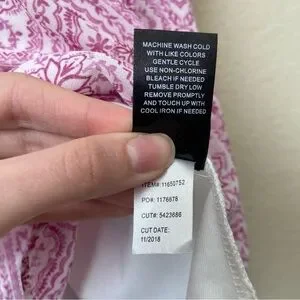 MACHINE WASH COLD
WITH LIKE COLORS
GENTLE CYCLE
USE NON-CHLORINE
BLEACH IF NEEDED
TUMBLE DRY LOW
REMOVE PROMPTLY
AND TOUCH UP WITH
COOL IRON IF NEEDED
ITEM#: 11650752
PO#: 1176678
CUT#: 5423686
CUT DATE:
11/2018